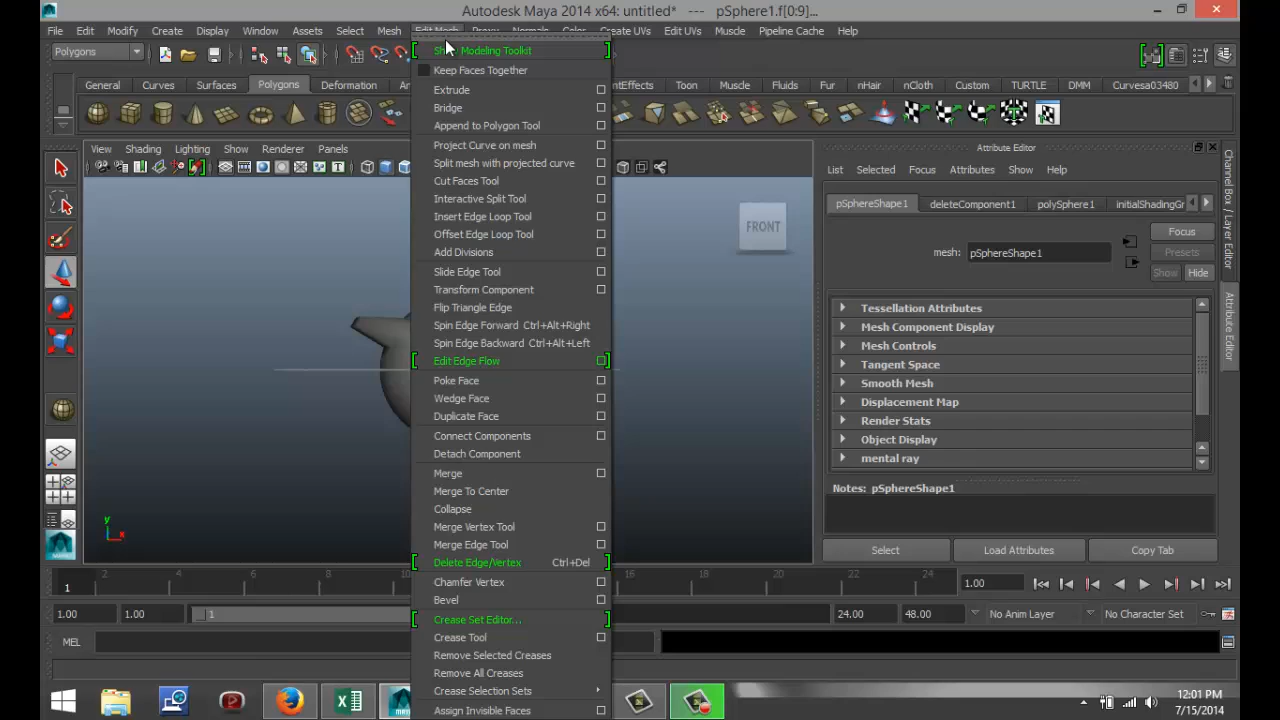 Autodesk Maya 2014 x64: untitled* --- pSphere1.f[0:9]...
File Edit Modify Create Display Window Assets Select Mesh Edit Mesh Proxy Normals Color Create UVs Edit UVs Muscle Pipeline Cache Help
Polygons
General Curves Surfaces Polygons Deformation Toon Muscle Fluids Fur nHair nCloth Custom TURTLE DMM Curvesa03480
View Shading Lighting Show Renderer Panels
FRONT
Modeling Toolkit
Keep Faces Together
Extrude
Bridge
Append to Polygon Tool
Project Curve on mesh
Split mesh with projected curve
Cut Faces Tool
Interactive Split Tool
Insert Edge Loop Tool
Offset Edge Loop Tool
Add Divisions
Slide Edge Tool
Transform Component
Flip Triangle Edge
Spin Edge Forward Ctrl+Alt+Right
Spin Edge Backward Ctrl+Alt+Left
Edit Edge Flow
Poke Face
Wedge Face
Duplicate Face
Connect Components
Detach Component
Merge
Merge To Center
Collapse
Merge Vertex Tool
Merge Edge Tool
Delete Edge/Vertex Ctrl+Del
Chamfer Vertex
Bevel
Crease Set Editor...
Crease Tool
Remove Selected Creases
Remove All Creases
Crease Selection Sets
Assign Invisible Faces
Attribute Editor
List Selected Focus Attributes Show Help
pSphereShape1 deleteComponent1 polySphere1 initialShadingGr
Focus
mesh: pSphereShape1
Presets
Show Hide
Tessellation Attributes
Mesh Component Display
Mesh Controls
Tangent Space
Smooth Mesh
Displacement Map
Render Stats
Object Display
mental ray
Notes: pSphereShape1
Select Load Attributes Copy Tab
Channel Box / Layer Editor
Attribute Editor
y
x
1 2 4 6 8 16 18 20 22 24
1.00
1.00 1.00 1 24.00 48.00 No Anim Layer No Character Set
MEL
12:01 PM
7/15/2014